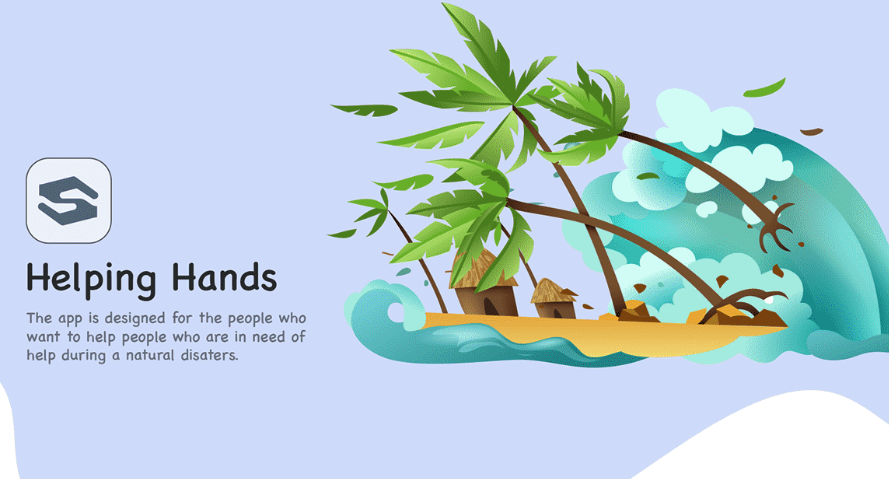 Helping Hands
The app is designed for the people who
want to help people who are in need of
help during a natural disaters.